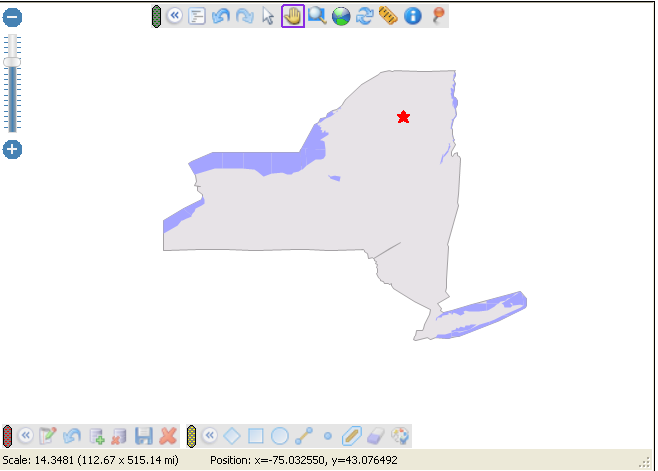 Scale: 14.3481 (112.67 x 515.14 mi) Position: x=-75.032550, y=43.076492